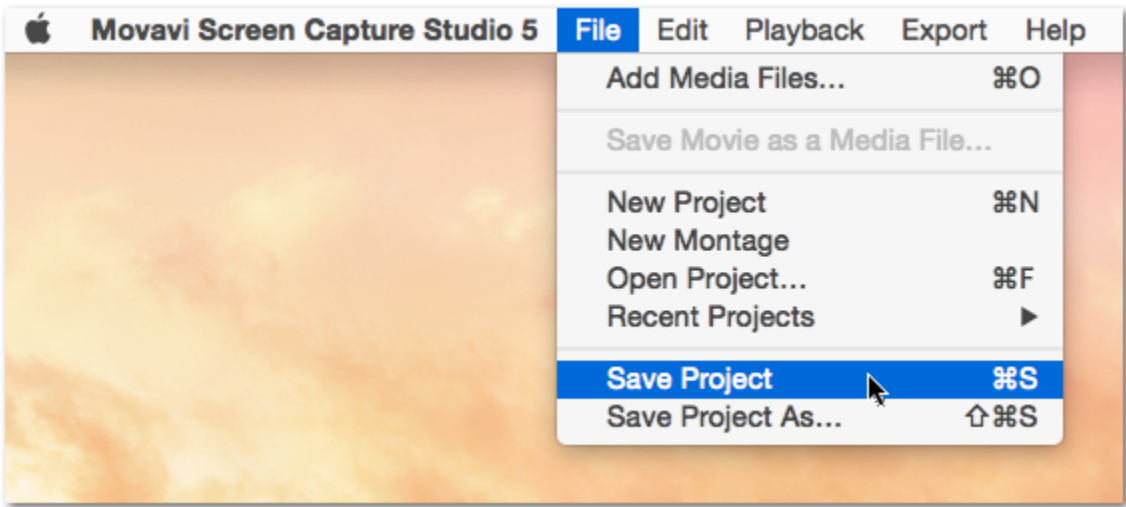 Movavi Screen Capture Studio 5 File Edit Playback Export Help
Add Media Files... ⌘O
Save Movie as a Media File...
New Project ⌘N
New Montage
Open Project... ⌘F
Recent Projects ▶
Save Project ⌘S
Save Project As... ⇧⌘S